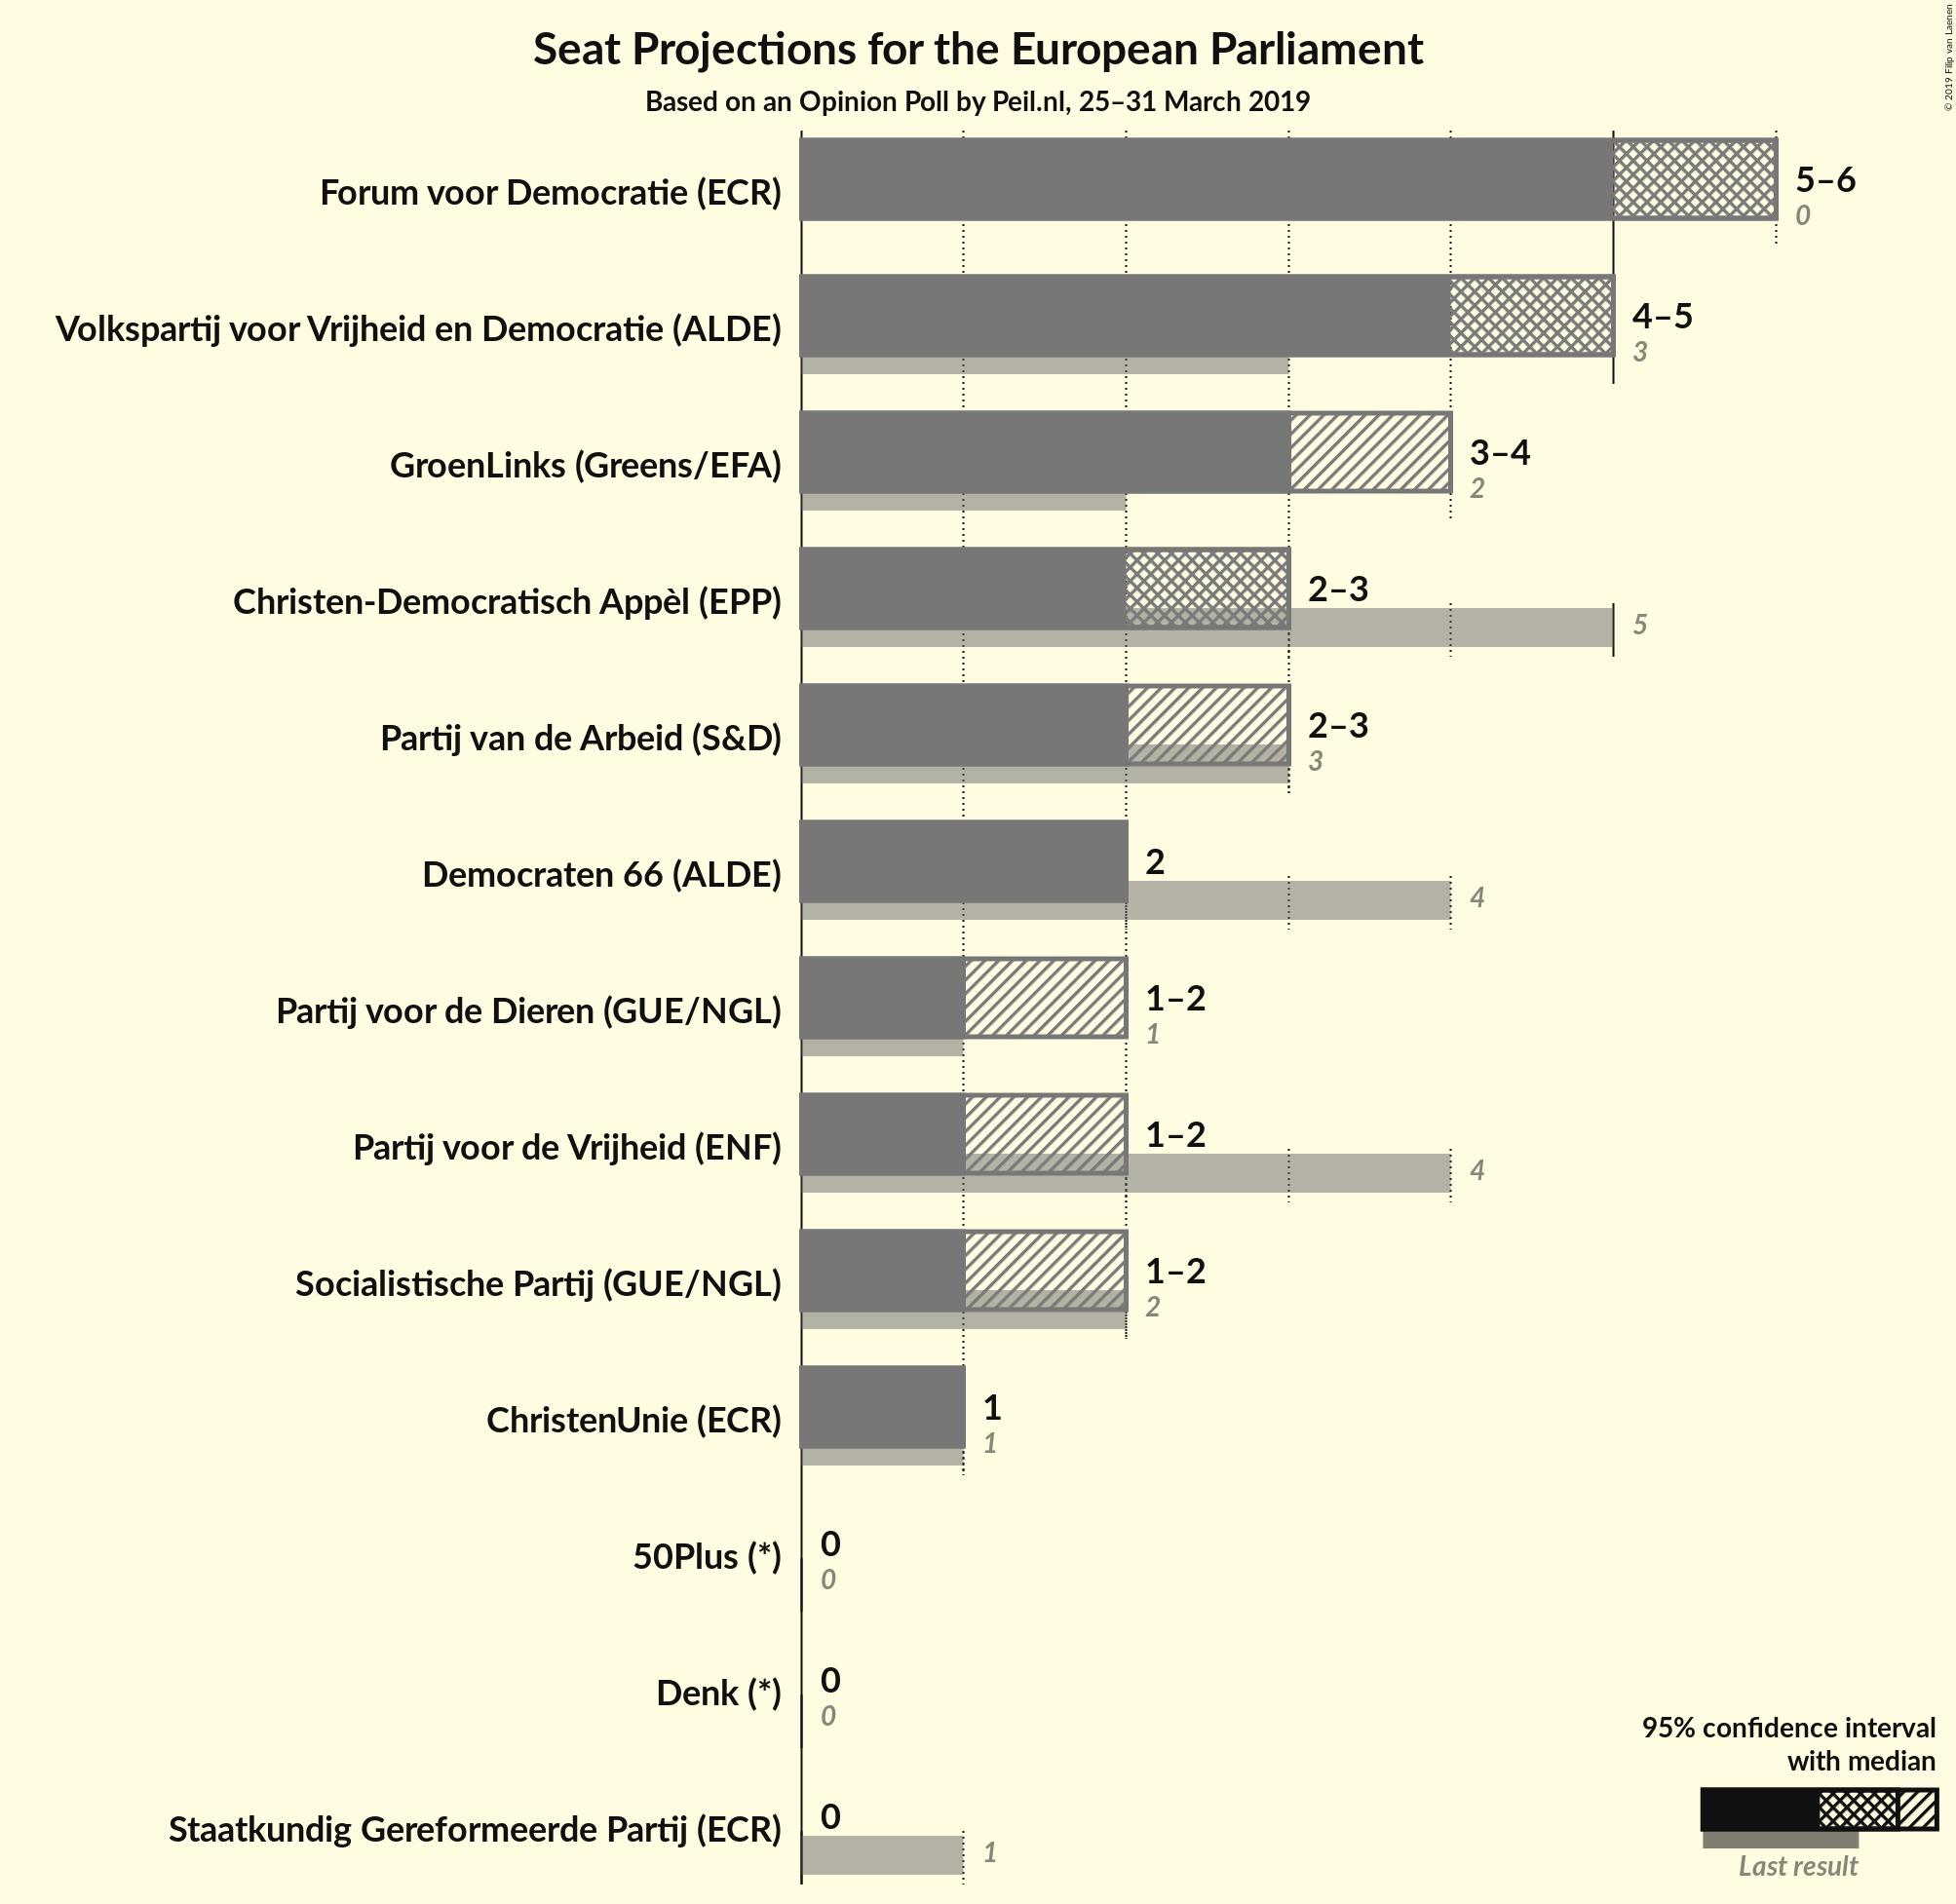 Seat Projections for the European Parliament
Based on an Opinion Poll by Peil.nl, 25–31 March 2019
© 2019 Filip van Laenen
Forum voor Democratie (ECR)
5–6
0
Volkspartij voor Vrijheid en Democratie (ALDE)
4–5
3
GroenLinks (Greens/EFA)
3–4
2
Christen-Democratisch Appèl (EPP)
2–3
5
Partij van de Arbeid (S&D)
2–3
3
Democraten 66 (ALDE)
2
4
Partij voor de Dieren (GUE/NGL)
1–2
1
Partij voor de Vrijheid (ENF)
1–2
4
Socialistische Partij (GUE/NGL)
1–2
2
ChristenUnie (ECR)
1
1
50Plus (*)
0
0
Denk (*)
0
0
Staatkundig Gereformeerde Partij (ECR)
0
1
95% confidence interval
with median
Last result